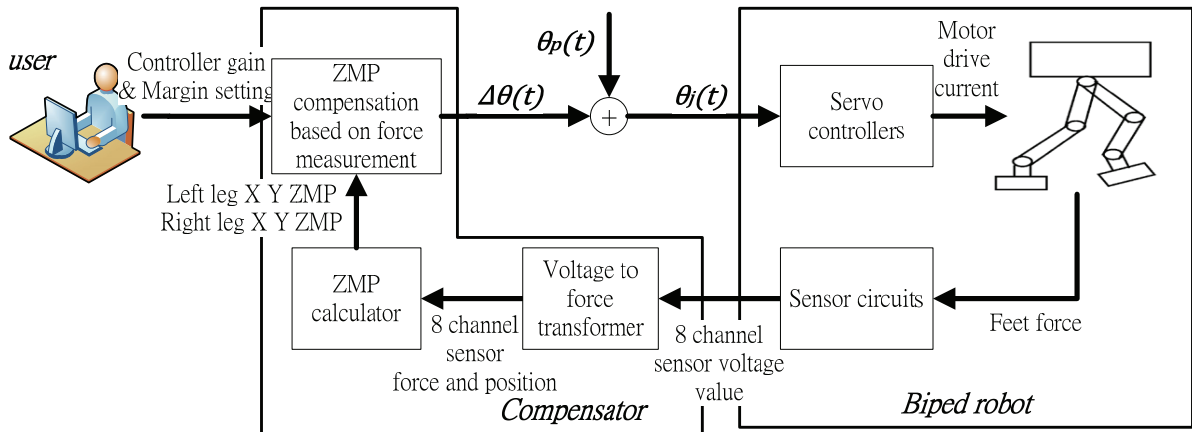 user
Controller gain
& Margin setting
ZMP
compensation
based on force
measurement
Δθ(t)
θp(t)
+
θj(t)
Servo
controllers
Motor
drive
current
Left leg X Y ZMP
Right leg X Y ZMP
ZMP
calculator
8 channel
sensor
force and position
Voltage to
force
transformer
8 channel
sensor voltage
value
Sensor circuits
Feet force
Compensator
Biped robot